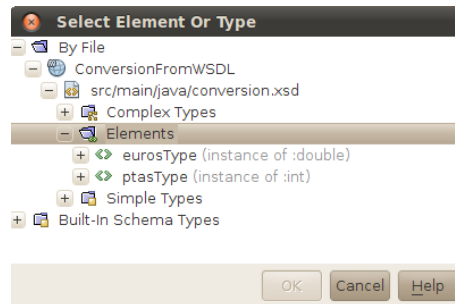 Select Element Or Type
By File
ConversionFromWSDL
src/main/java/conversion.xsd
Complex Types
Elements
eurosType (instance of :double)
ptasType (instance of :int)
Simple Types
Built-In Schema Types
OK Cancel Help